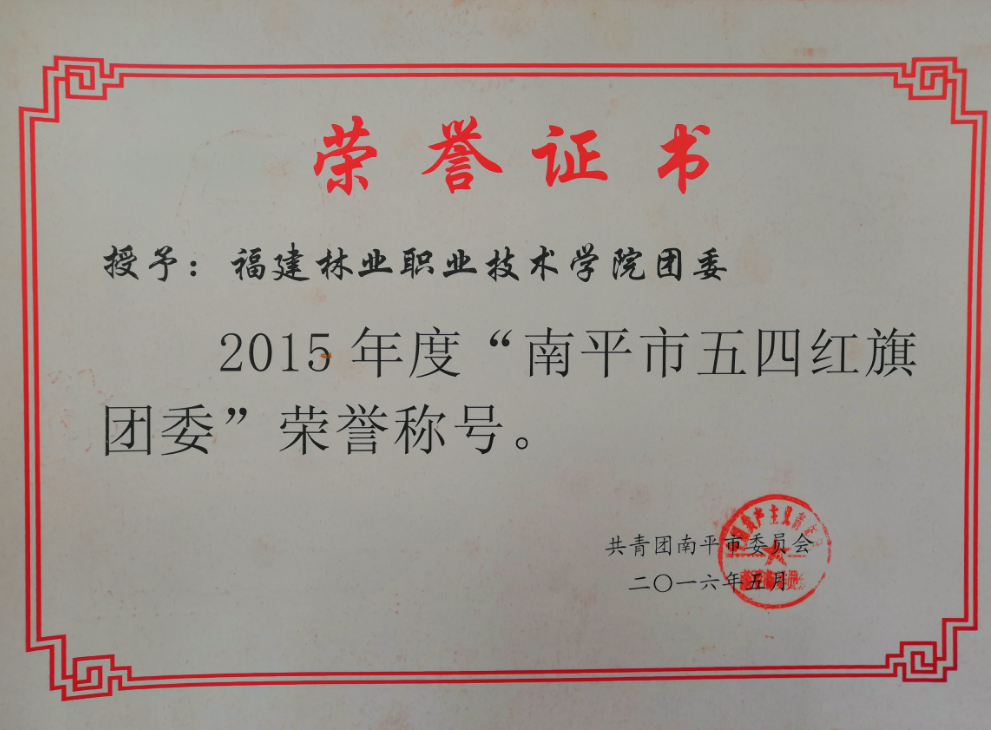 荣誉证书
授予：福建林业职业技术学院团委
2015年度“南平市五四红旗
团委”荣誉称号。
共青团南平市委员会
二〇一六年五月